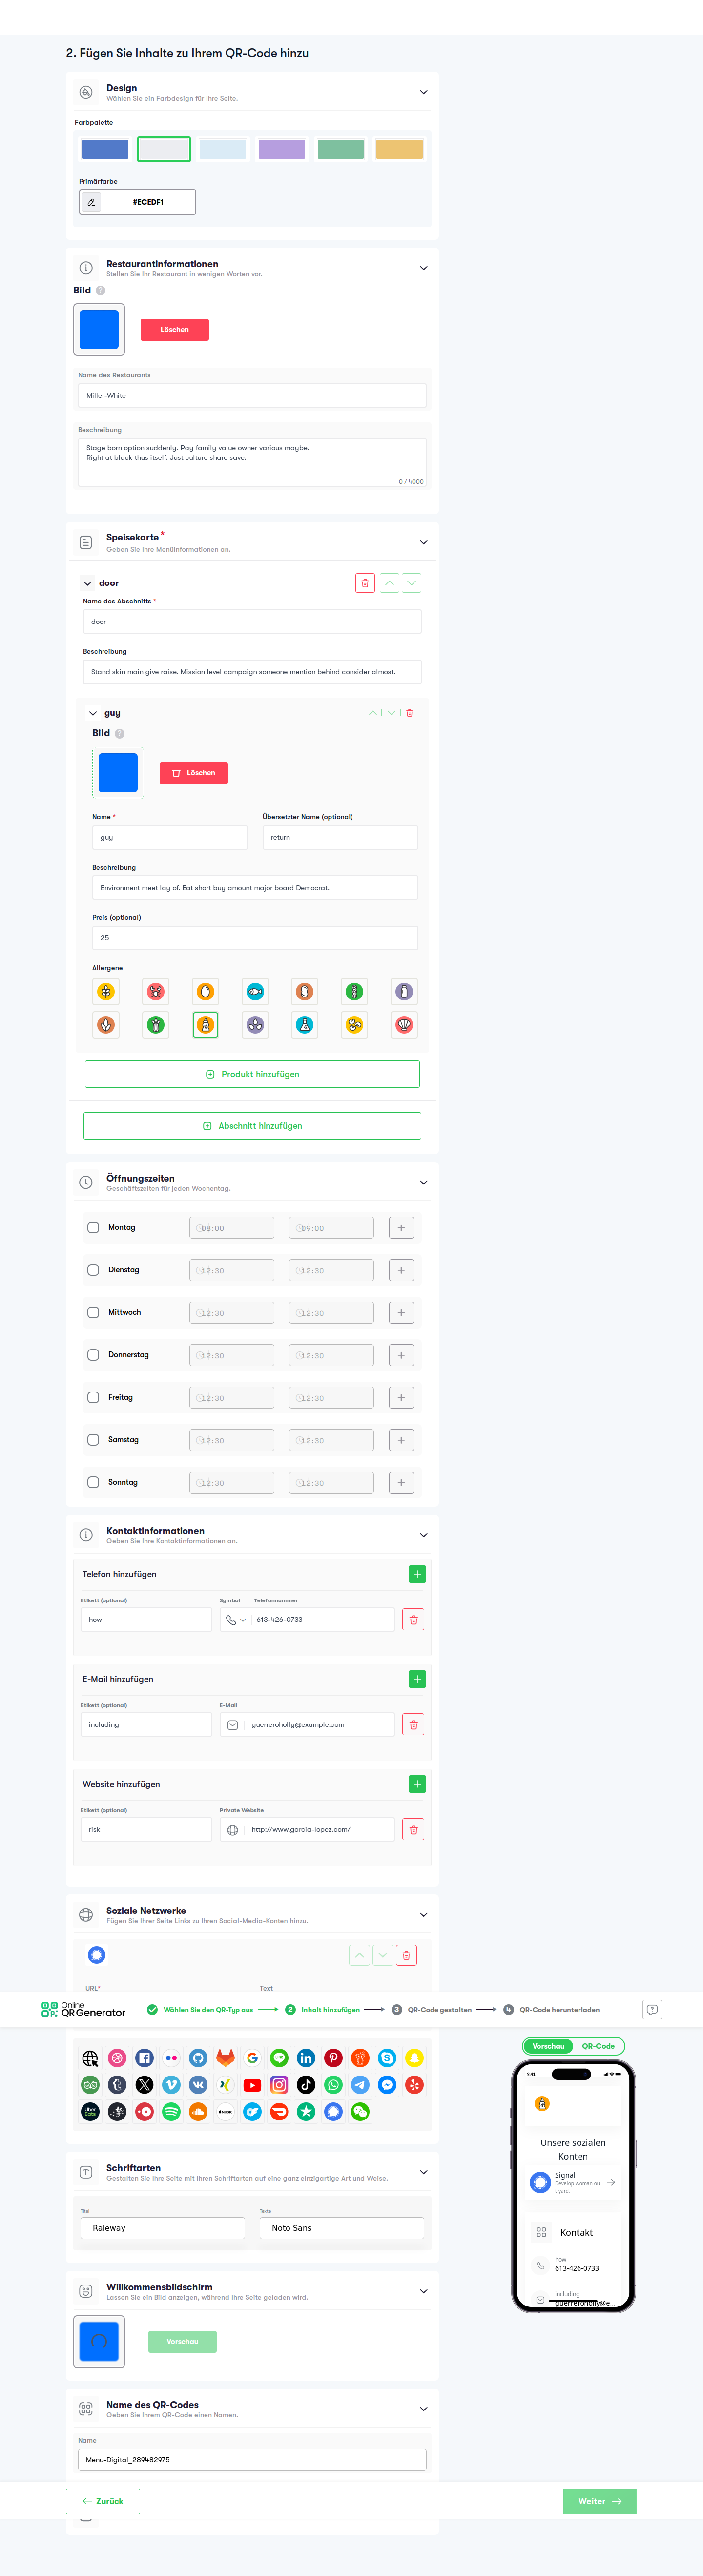 2. Fügen Sie Inhalte zu Ihrem QR-Code hinzu
Design
Wählen Sie ein Farbdesign für Ihre Seite.
Farbpalette
Primärfarbe
#ECEDF1
Restaurantinformationen
Stellen Sie Ihr Restaurant in wenigen Worten vor.
Bild ?
Löschen
Name des Restaurants
Miller-White
Beschreibung
Stage born option suddenly. Pay family value owner various maybe.
Right at black thus itself. Just culture share save.
0 / 4000
Speisekarte *
Geben Sie Ihre Menüinformationen an.
door
Name des Abschnitts *
door
Beschreibung
Stand skin main give raise. Mission level campaign someone mention behind consider almost.
guy
Bild ?
Löschen
Name * Übersetzter Name (optional)
guy return
Beschreibung
Environment meet lay of. Eat short buy amount major board Democrat.
Preis (optional)
25
Allergene
Produkt hinzufügen
Abschnitt hinzufügen
Öffnungszeiten
Geschäftszeiten für jeden Wochentag.
Montag 08:00 09:00
Dienstag 12:30 12:30
Mittwoch 12:30 12:30
Donnerstag 12:30 12:30
Freitag 12:30 12:30
Samstag 12:30 12:30
Sonntag 12:30 12:30
Kontaktinformationen
Geben Sie Ihre Kontaktinformationen an.
Telefon hinzufügen
Etikett (optional) Symbol Telefonnummer
how 613-426-0733
E-Mail hinzufügen
Etikett (optional) E-Mail
including guerreroholly@example.com
Website hinzufügen
Etikett (optional) Private Website
risk http://www.garcia-lopez.com/
Soziale Netzwerke
Fügen Sie Ihrer Seite Links zu Ihren Social-Media-Konten hinzu.
URL* Text
Online
QR Generator
Wählen Sie den QR-Typ aus 2 Inhalt hinzufügen 3 QR-Code gestalten 4 QR-Code herunterladen
Vorschau QR-Code
9:41
Unsere sozialen
Konten
Signal
Develop woman ou
t yard.
Kontakt
how
613-426-0733
including
guerreroholly@e...
Uber
Eats
MUSIC
Schriftarten
Gestalten Sie Ihre Seite mit Ihren Schriftarten auf eine ganz einzigartige Art und Weise.
Titel Texte
Raleway Noto Sans
Willkommensbildschirm
Lassen Sie ein Bild anzeigen, während Ihre Seite geladen wird.
Vorschau
Name des QR-Codes
Geben Sie Ihrem QR-Code einen Namen.
Name
Menu-Digital_289482975
Zurück
Weiter